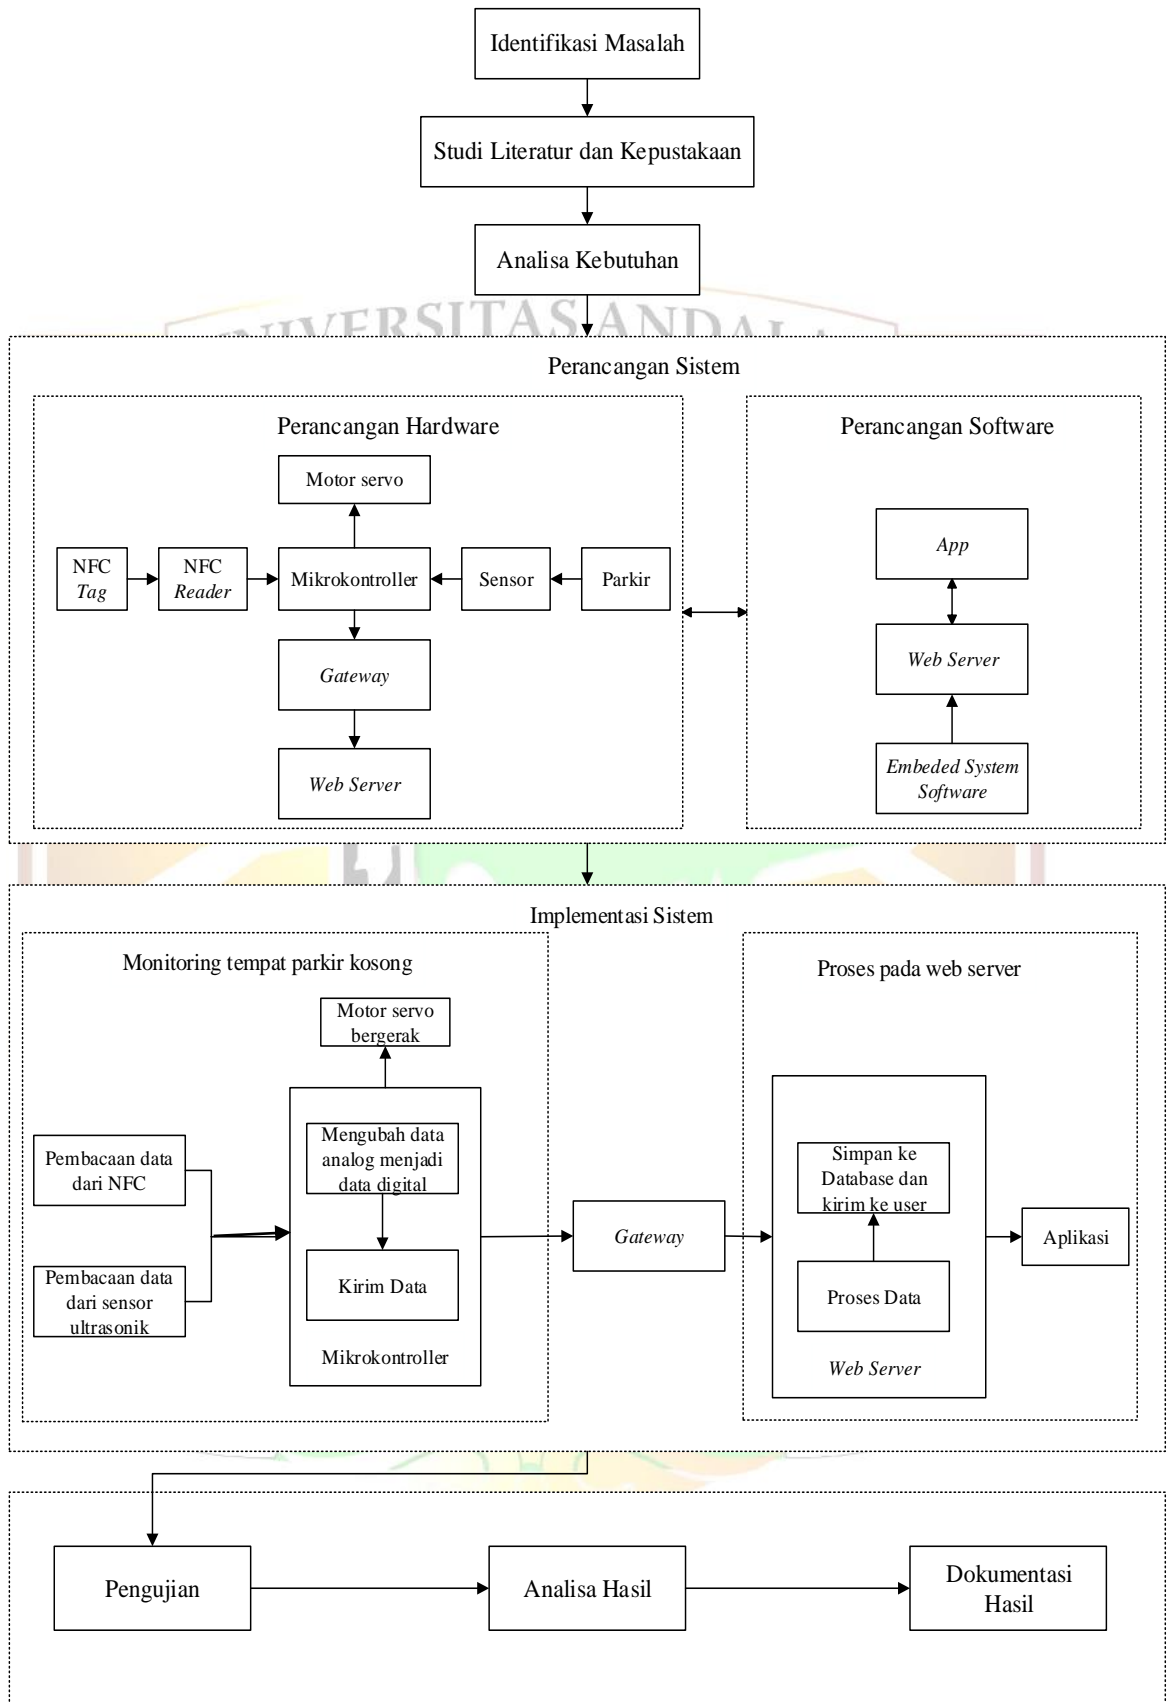 Identifikasi Masalah
Studi Literatur dan Kepustakaan
Analisa Kebutuhan
UNIVERSITAS ANDALA
Perancangan Sistem
Perancangan Hardware
Motor servo
NFC
Tag
NFC
Reader
Mikrokontroller
Sensor
Parkir
Gateway
Web Server
Perancangan Software
App
Web Server
Embeded System
Software
Implementasi Sistem
Monitoring tempat parkir kosong
Motor servo
bergerak
Pembacaan data
dari NFC
Pembacaan data
dari sensor
ultrasonik
Mengubah data
analog menjadi
data digital
Kirim Data
Mikrokontroller
Gateway
Proses pada web server
Simpan ke
Database dan
kirim ke user
Proses Data
Web Server
Aplikasi
Pengujian
Analisa Hasil
Dokumentasi
Hasil